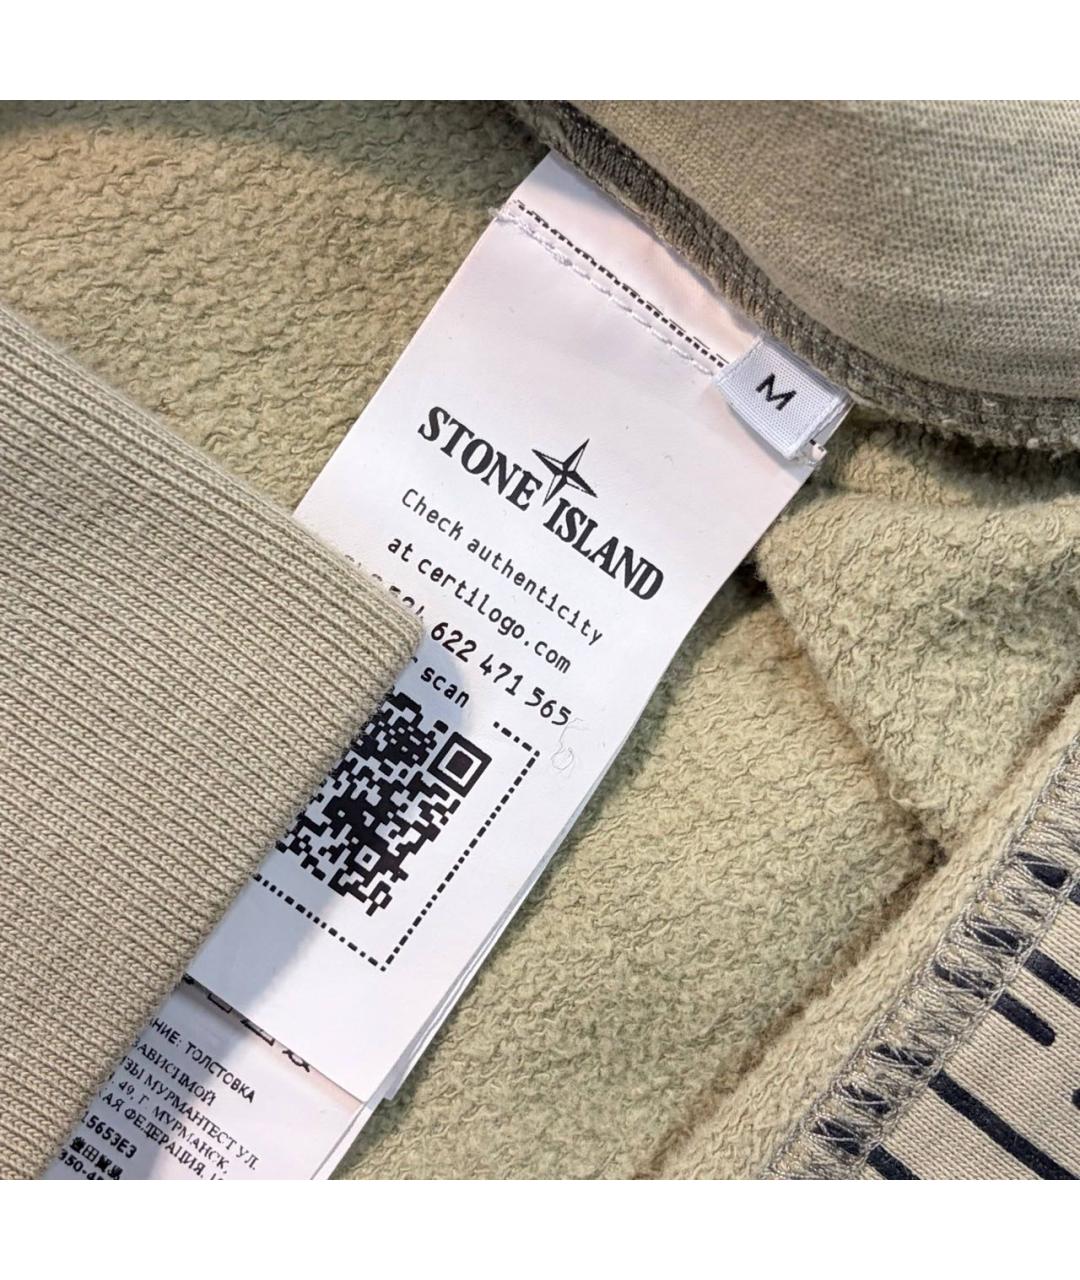 M
STONE ISLAND
Check authenticity
at certilogo.com
622 471 565
scan
ТОЛСТОВКА
МУРМАНТЕСТ УЛ.
49, Г. МУРМАНСК,
ФЕДЕРАЦИЯ,